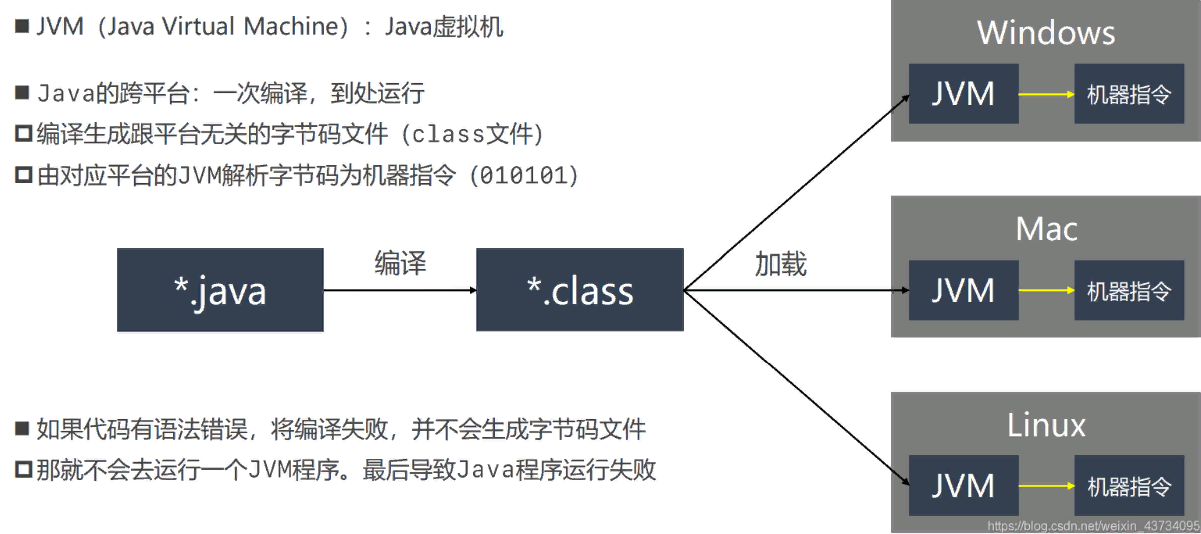 ■ JVM（Java Virtual Machine）: Java虚拟机
■ Java的跨平台: 一次编译, 到处运行
编译生成跟平台无关的字节码文件（class文件）
由对应平台的JVM解析字节码为机器指令（010101）
*.java
编译
*.class
加载
Windows
JVM
机器指令
Mac
JVM
机器指令
Linux
JVM
机器指令
■ 如果代码有语法错误, 将编译失败, 并不会生成字节码文件
那就不会去运行一个JVM程序。最后导致Java程序运行失败
https://blog.csdn.net/weixin_43734095